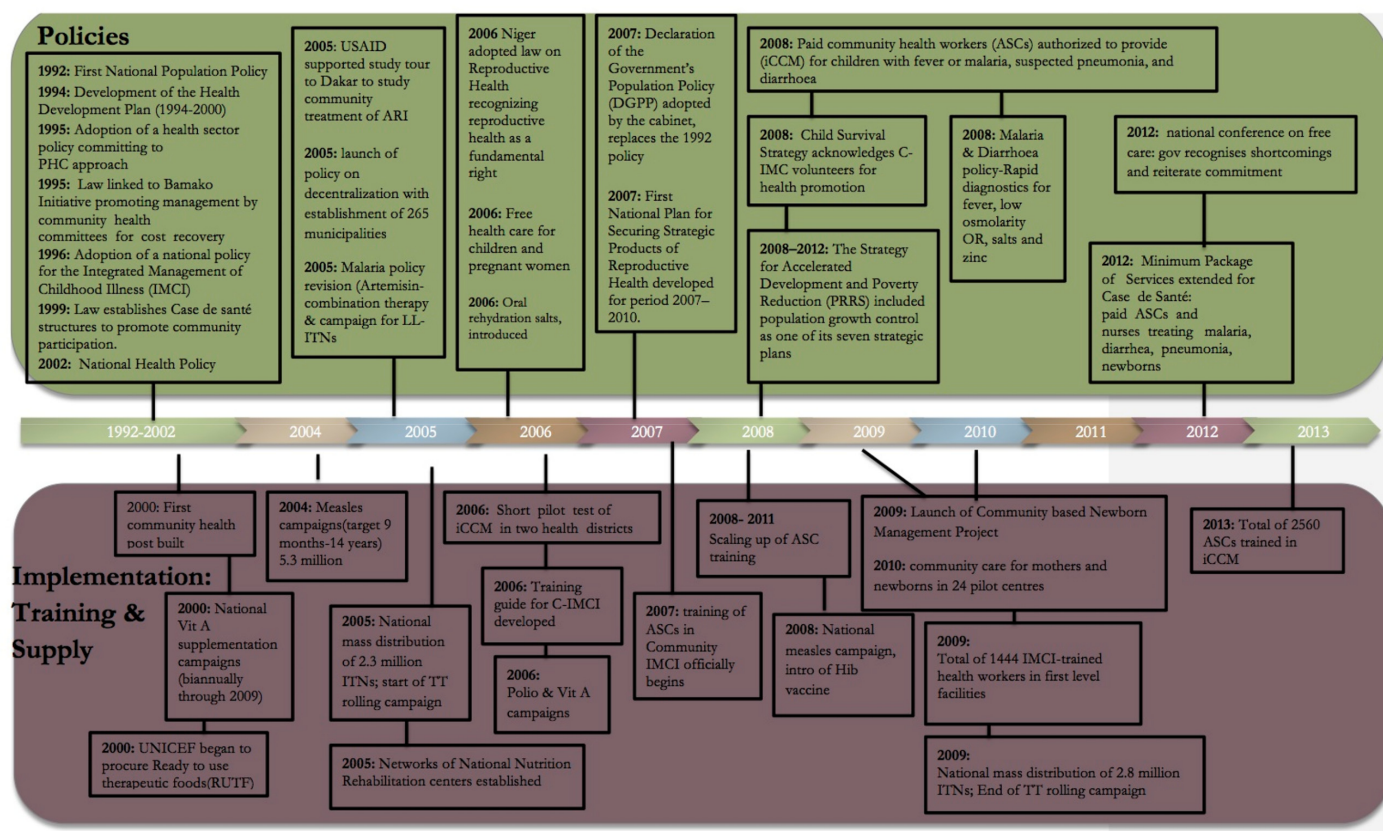 Policies
1992: First National Population Policy
1994: Development of the Health
Development Plan (1994-2000)
1995: Adoption of a health sector
policy committing to
PHC approach
1995: Law linked to Bamako
Initiative promoting management by
community health
committees for cost recovery
1996: Adoption of a national policy
for the Integrated Management of
Childhood Illness (IMCI)
1999: Law establishes Case de santé
structures to promote community
participation.
2002: National Health Policy
2005: USAID
supported study tour
to Dakar to study
community
treatment of ARI
2005: launch of
policy on
decentralization with
establishment of 265
municipalities
2005: Malaria policy
revision (Artemisin-
combination therapy
& campaign for LL-
ITNs
2006 Niger
adopted law on
Reproductive
Health
recognizing
reproductive
health as a
fundamental
right
2006: Free
health care for
children and
pregnant women
2006: Oral
rehydration salts,
introduced
2007: Declaration
of the
Government's
Population Policy
(DGPP) adopted
by the cabinet,
replaces the 1992
policy
2007: First
National Plan for
Securing Strategic
Products of
Reproductive
Health developed
for period 2007–
2010.
2008: Paid community health workers (ASCs) authorized to provide
(iCCM) for children with fever or malaria, suspected pneumonia, and
diarrhoea
2008: Child Survival
Strategy acknowledges C-
IMC volunteers for
health promotion
2008–2012: The Strategy
for Accelerated
Development and Poverty
Reduction (PRRS) included
population growth control
as one of its seven strategic
plans
2008: Malaria
& Diarrhoea
policy-Rapid
diagnostics for
fever, low
osmolarity
OR, salts and
zinc
2012: national conference on free
care: gov recognises shortcomings
and reiterate commitment
2012: Minimum Package
of Services extended for
Case de Santé:
paid ASCs and
nurses treating malaria,
diarrhea, pneumonia,
newborns
1992-2002
2004
2005
2006
2007
2008
2009
2010
2011
2012
2013
Implementation:
Training &
Supply
2000: First
community health
post built
2000: National
Vit A
supplementation
campaigns
(biannually
through 2009)
2000: UNICEF began to
procure Ready to use
therapeutic foods(RUTF)
2004: Measles
campaigns(target 9
months-14 years)
5.3 million
2005: National
mass distribution
of 2.3 million
ITNs; start of TT
rolling campaign
2005: Networks of National Nutrition
Rehabilitation centers established
2006: Short pilot test of
iCCM in two health districts
2006: Training
guide for C-IMCI
developed
2006:
Polio & Vit A
campaigns
2007: training of
ASCs in
Community
IMCI officially
begins
2008- 2011
Scaling up of ASC
training
2008: National
measles campaign,
intro of Hib
vaccine
2009: Launch of Community based Newborn
Management Project
2010: community care for mothers and
newborns in 24 pilot centres
2009:
Total of 1444 IMCI-trained
health workers in first level
facilities
2009:
National mass distribution of 2.8 million
ITNs; End of TT rolling campaign
2013: Total of 2560
ASCs trained in
iCCM